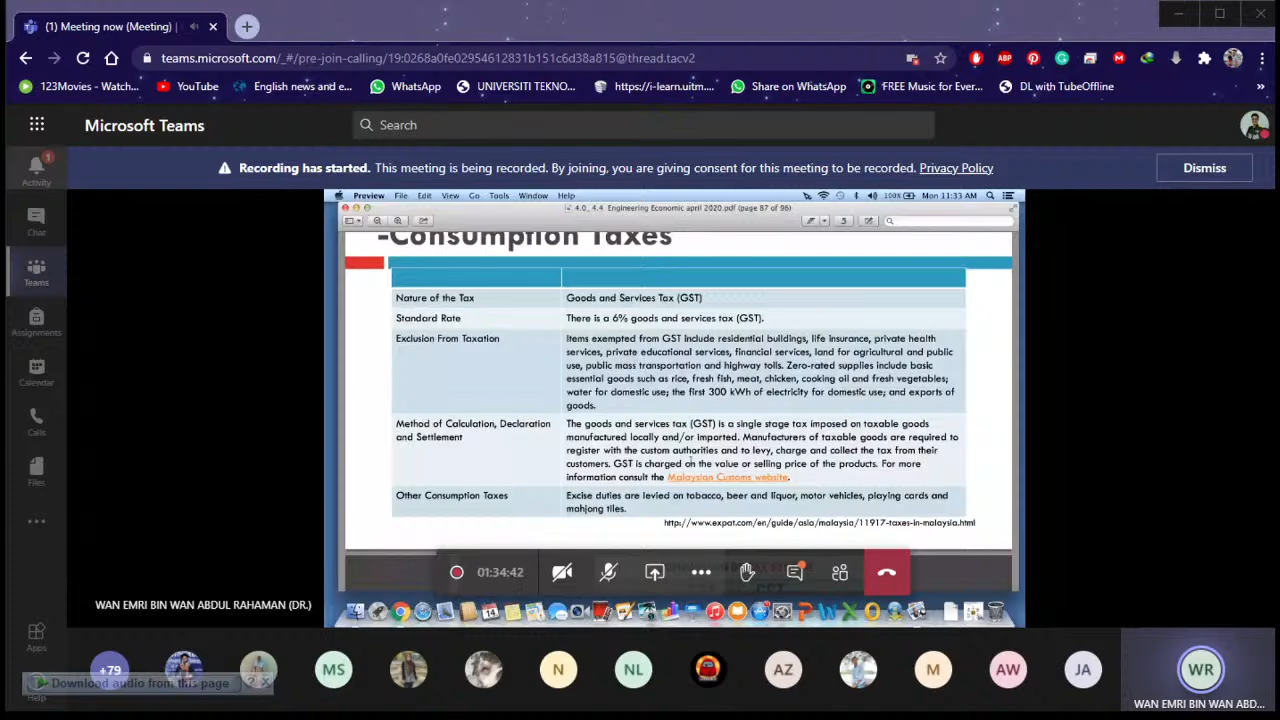 (1) Meeting now (Meeting) |
teams.microsoft.com/_#/pre-join-calling/19:0268a0fe02954612831b151c6d38a815@thread.tacv2
123Movies - Watch... YouTube English news and e... WhatsApp UNIVERSITI TEKNO... https://i-learn.uitm.... Share on WhatsApp FREE Music for Ever... DL with TubeOffline »
Microsoft Teams
Search
Recording has started. This meeting is being recorded. By joining, you are giving consent for this meeting to be recorded. Privacy Policy
Dismiss
1
Activity
Chat
Teams
Assignments
Calendar
Calls
Files
Apps
Help
Preview File Edit View Go Tools Window Help
100% Mon 11:33 AM
4.0_ 4.4 Engineering Economic april 2020.pdf (page 87 of 96)
-Consumption Taxes
Nature of the Tax
Goods and Services Tax (GST)
Standard Rate
There is a 6% goods and services tax (GST).
Exclusion From Taxation
Items exempted from GST include residential buildings, life insurance, private health
services, private educational services, financial services, land for agricultural and public
use, public mass transportation and highway tolls. Zero-rated supplies include basic
essential goods such as rice, fresh fish, meat, chicken, cooking oil and fresh vegetables;
water for domestic use; the first 300 kWh of electricity for domestic use; and exports of
goods.
Method of Calculation, Declaration
and Settlement
The goods and services tax (GST) is a single stage tax imposed on taxable goods
manufactured locally and/or imported. Manufacturers of taxable goods are required to
register with the custom authorities and to levy, charge and collect the tax from their
customers. GST is charged on the value or selling price of the products. For more
information consult the Malaysian Customs website.
Other Consumption Taxes
Excise duties are levied on tobacco, beer and liquor, motor vehicles, playing cards and
mahjong tiles.
http://www.expat.com/en/guide/asia/malaysia/11917-taxes-in-malaysia.html
01:34:42
WAN EMRI BIN WAN ABDUL RAHAMAN (DR.)
+79 MS N NL AZ M AW JA WR
Download audio from this page ? X
WAN EMRI BIN WAN ABD...